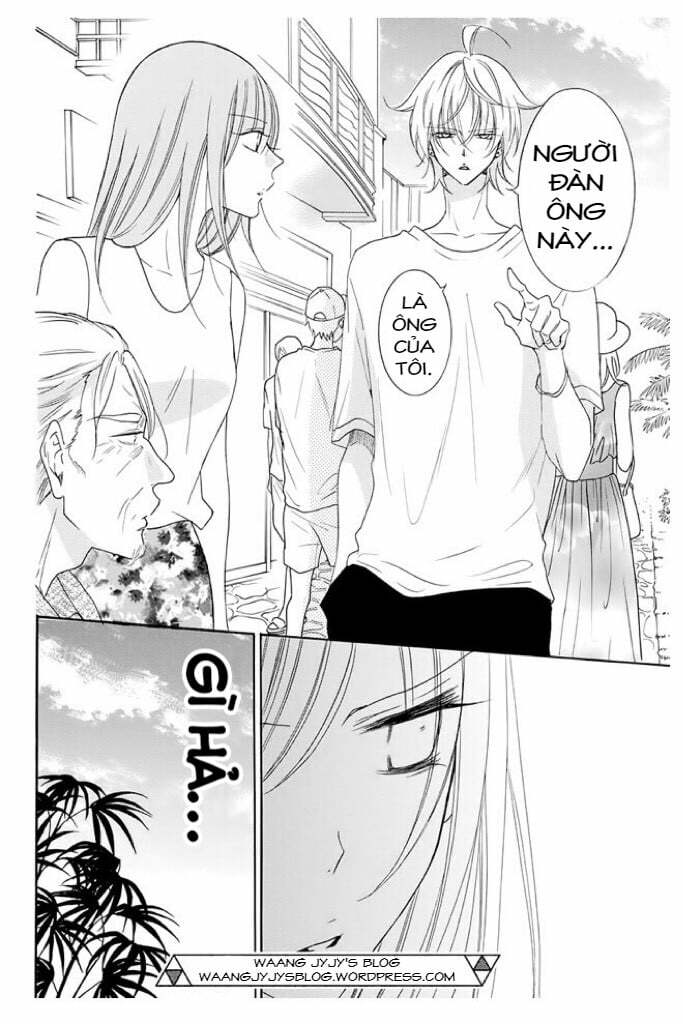 NGƯỜI
ĐÀN
ÔNG
NÀY...
LÀ
ÔNG
CỦA
TÔI.
GÌ HẢ...
WAANG JYJY'S BLOG
WAANGJYJYSBLOG.WORDPRESS.COM